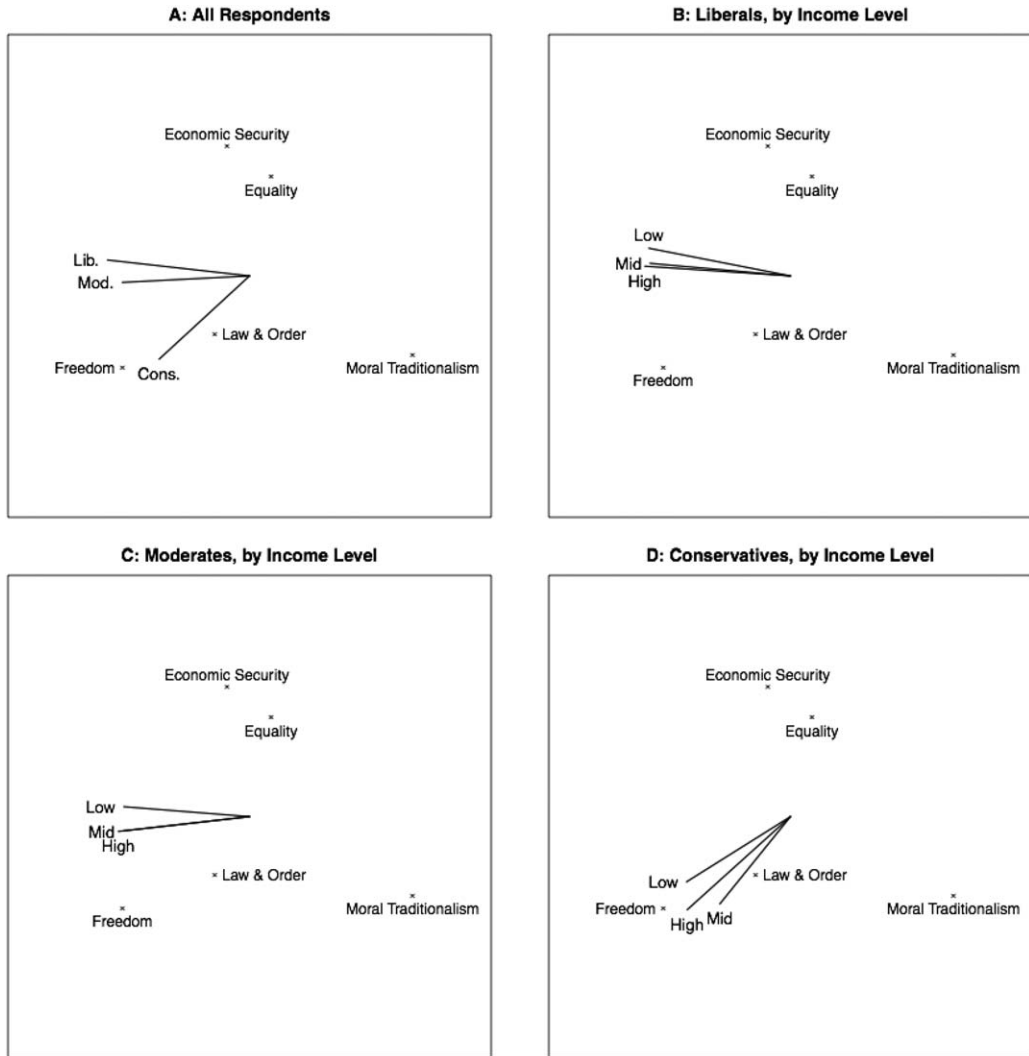 A: All Respondents
Economic Security
Equality
Lib.
Mod.
Law & Order
Freedom
Cons.
Moral Traditionalism
B: Liberals, by Income Level
Economic Security
Equality
Low
Mid
High
Law & Order
Freedom
Moral Traditionalism
C: Moderates, by Income Level
Economic Security
Equality
Low
Mid
High
Law & Order
Freedom
Moral Traditionalism
D: Conservatives, by Income Level
Economic Security
Equality
Low
Law & Order
Freedom
High
Mid
Moral Traditionalism